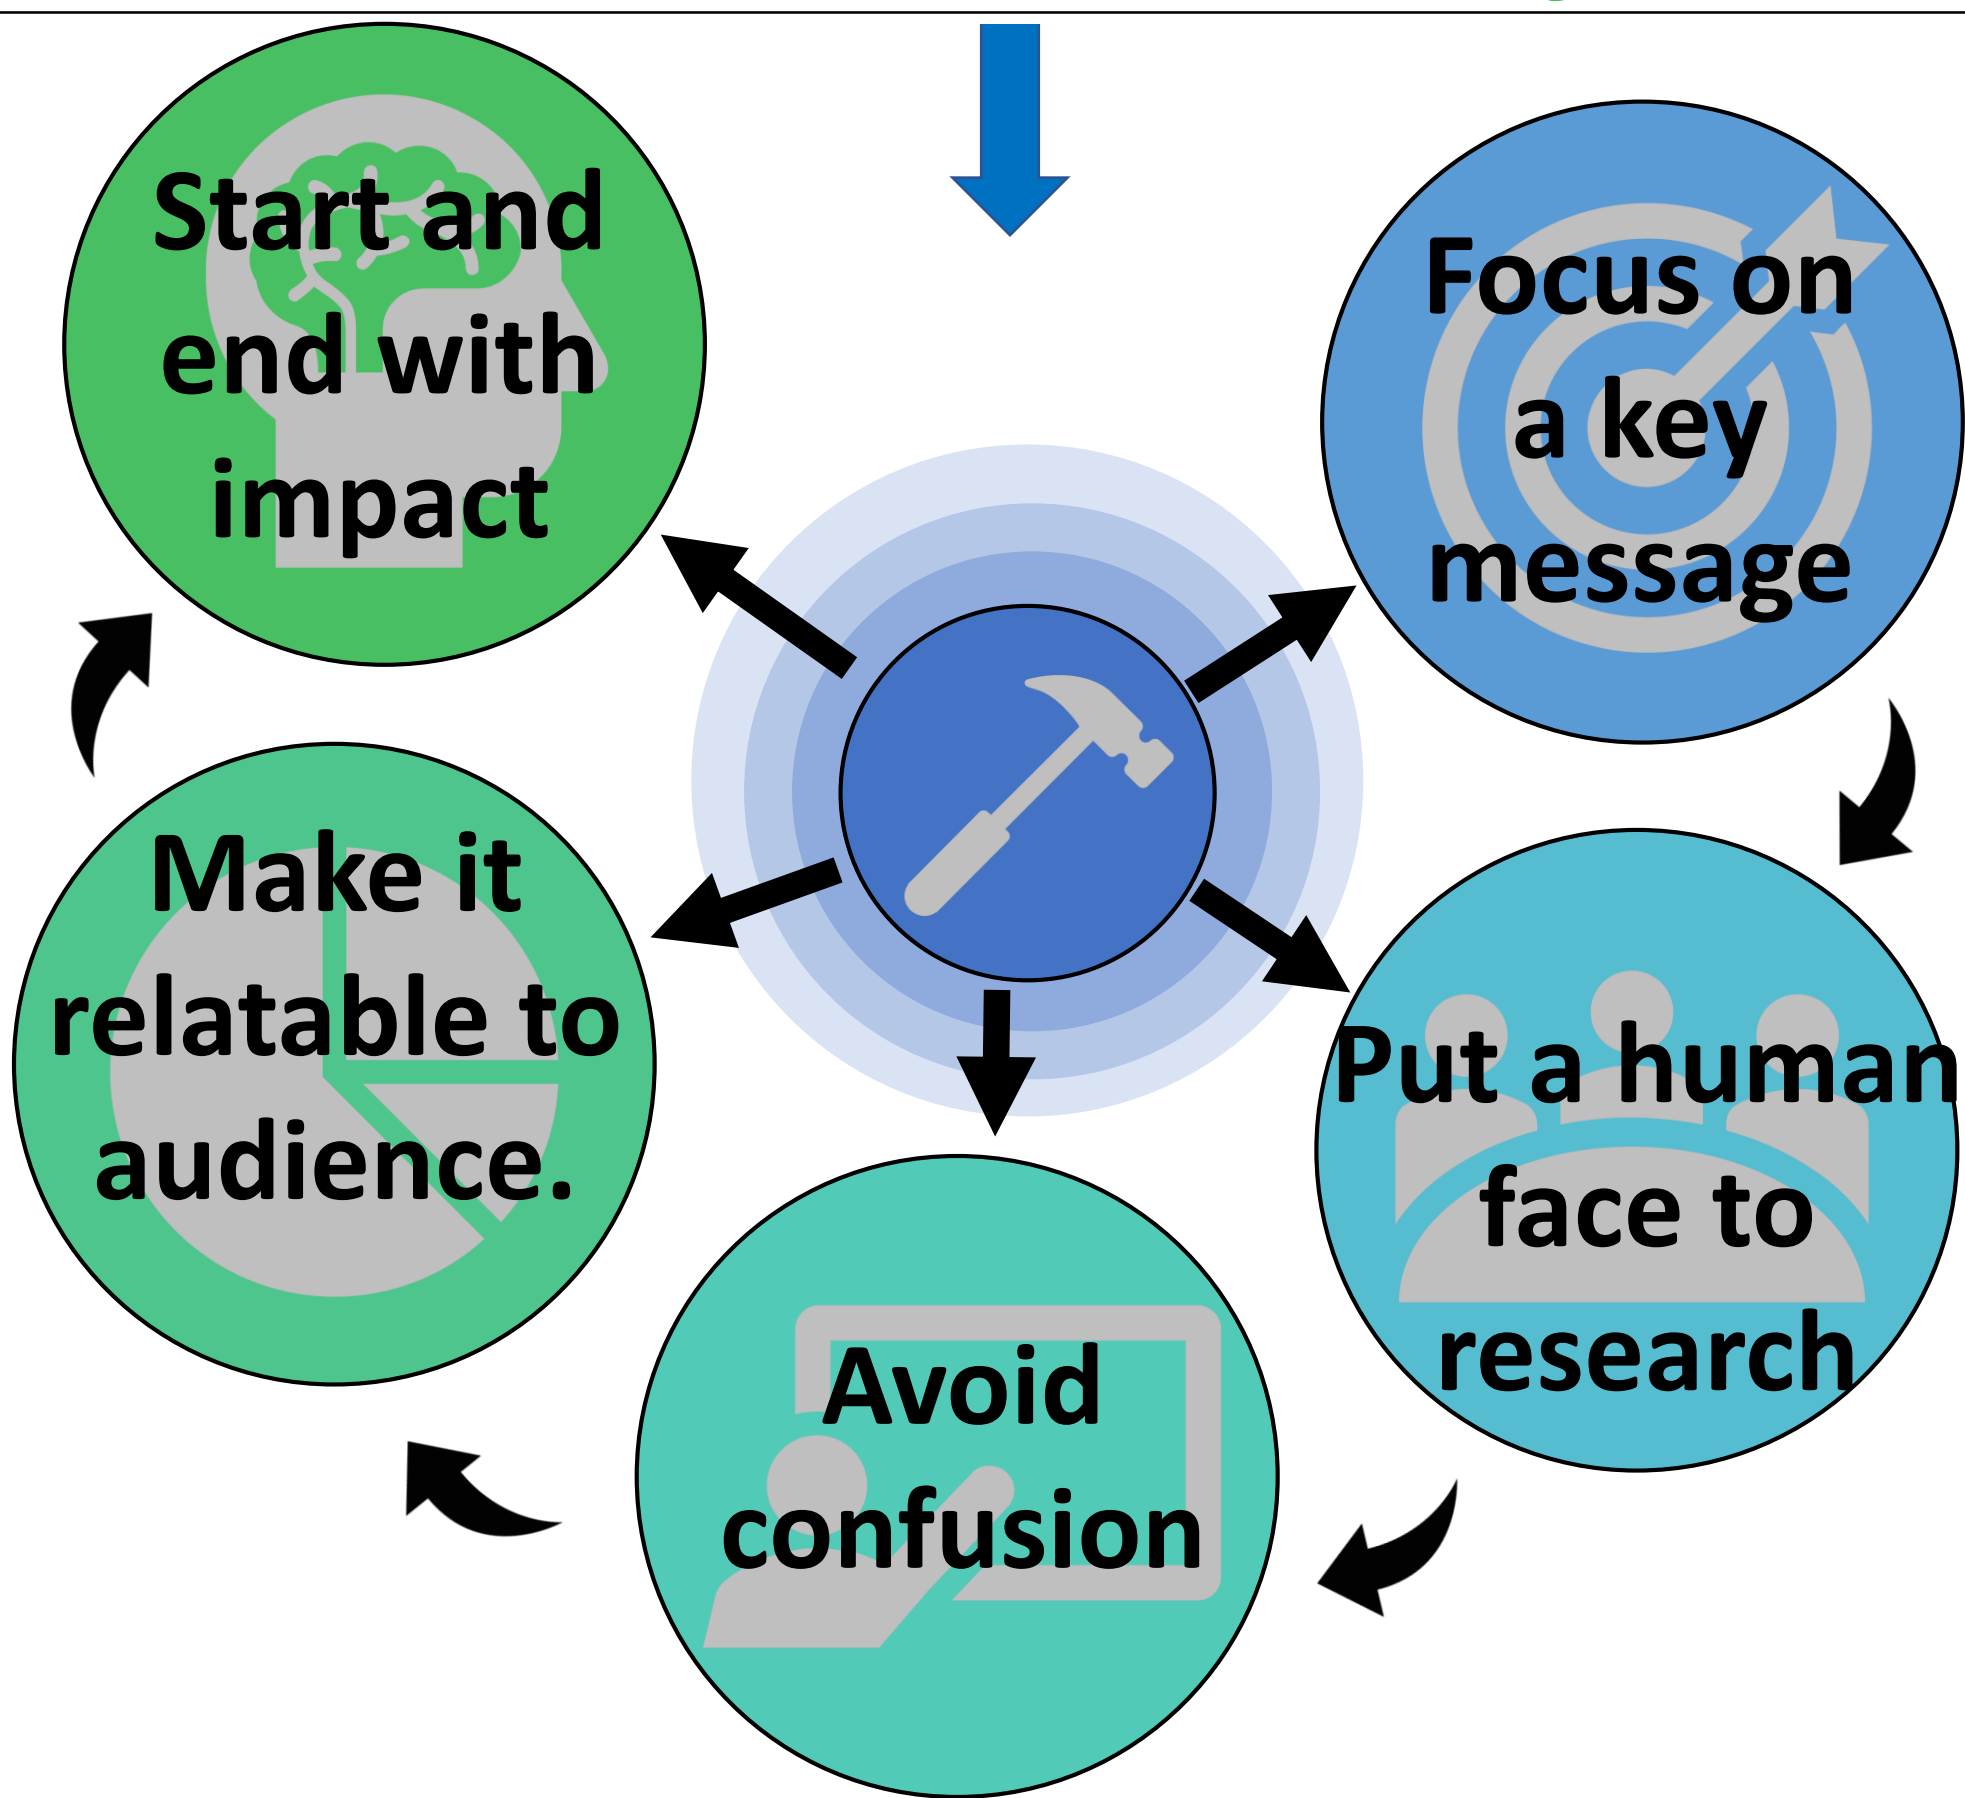 Start and
end with
impact
Focus on
a key
message
Put a human
face to
research
Avoid
confusion
Make it
relatable to
audience.